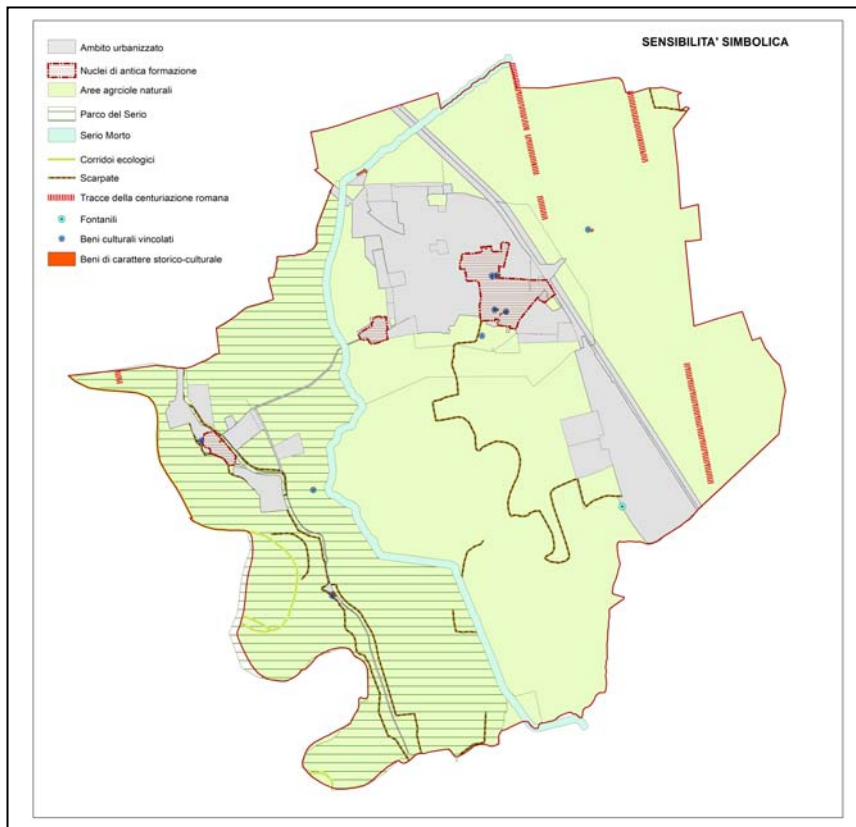 SENSIBILITA' SIMBOLICA
Ambito urbanizzato
Nuclei di antica formazione
Aree agrciole naturali
Parco del Serio
Serio Morto
Corridoi ecologici
Scarpate
Tracce della centuriazione romana
Fontanili
Beni culturali vincolati
Beni di carattere storico-culturale